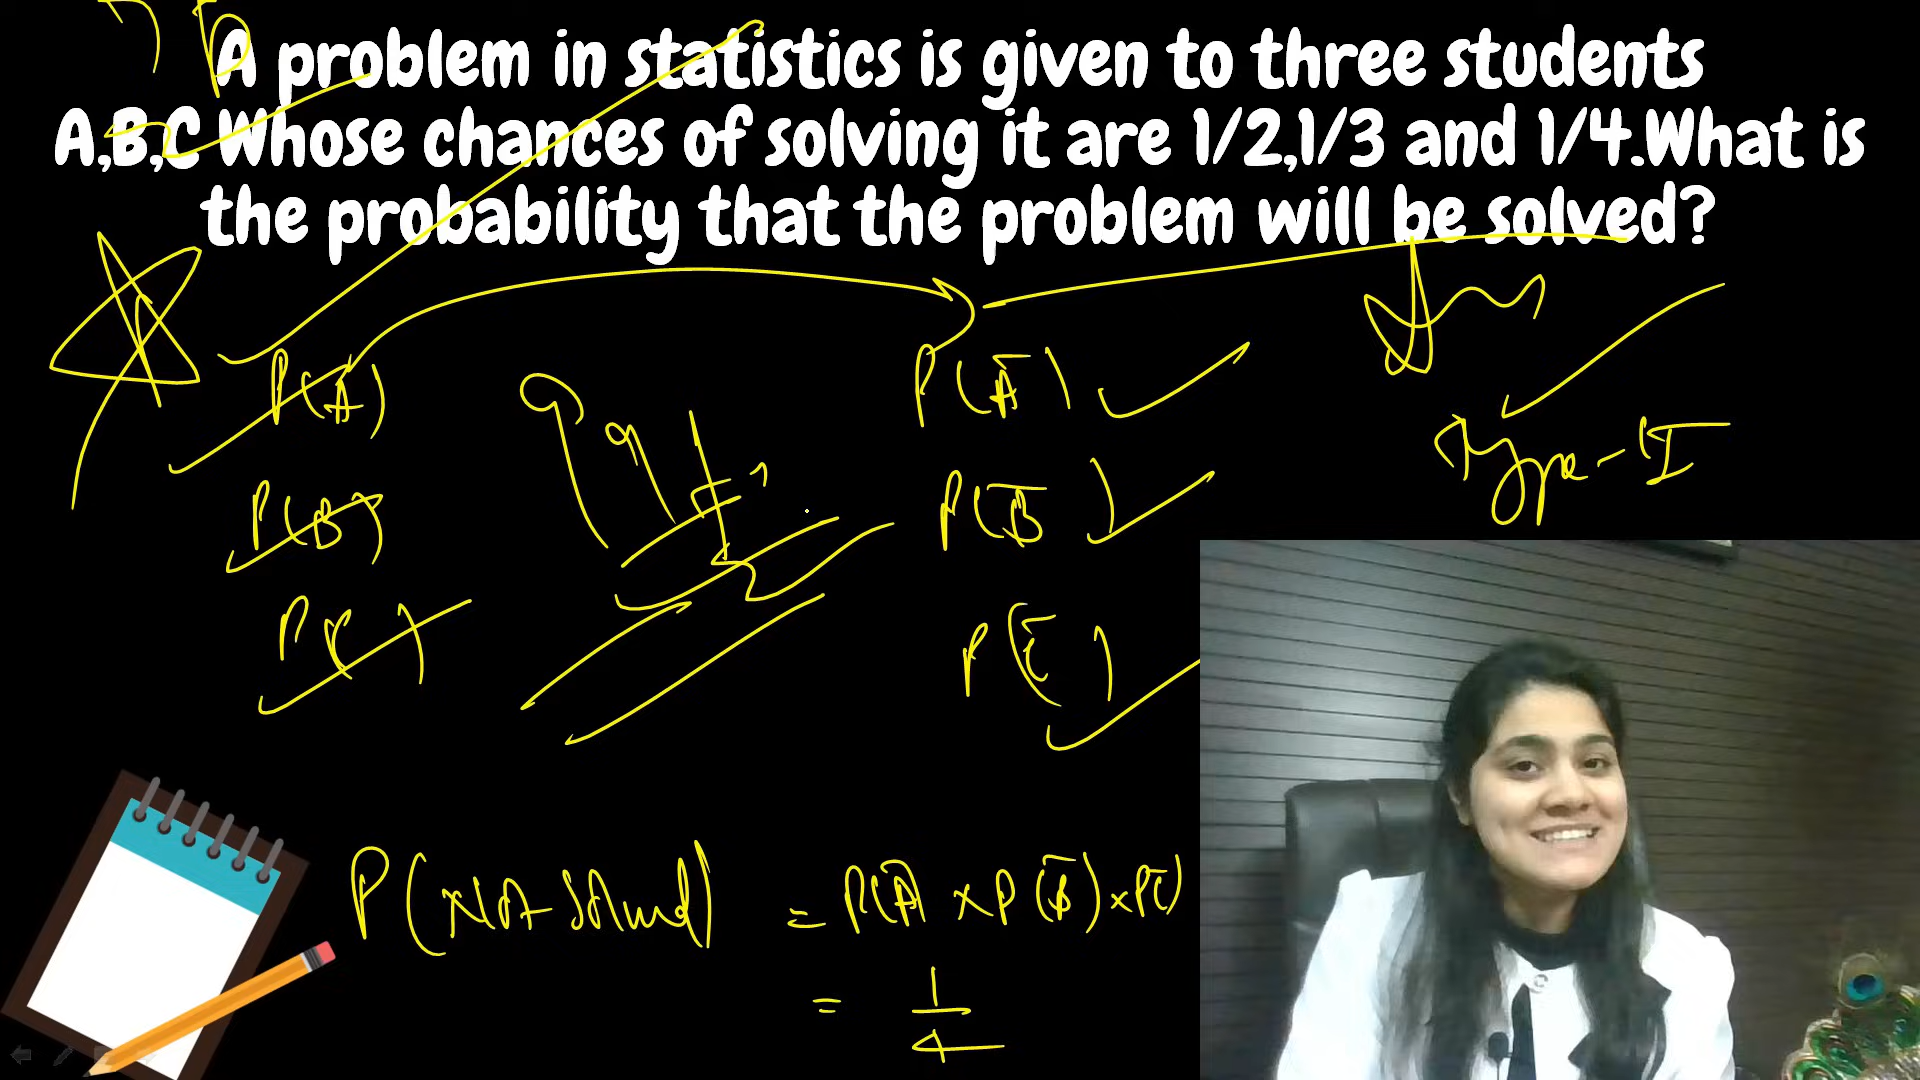 A problem in statistics is given to three students
A,B,C Whose chances of solving it are 1/2,1/3 and 1/4.What is
the probability that the problem will be solved?
P(A) P(Ā)
Type-I
P(B) P(B̄)
P(C) P(C̄)
P(Not solved) = P(Ā × P(B̄) × P(C̄)
= 1/4